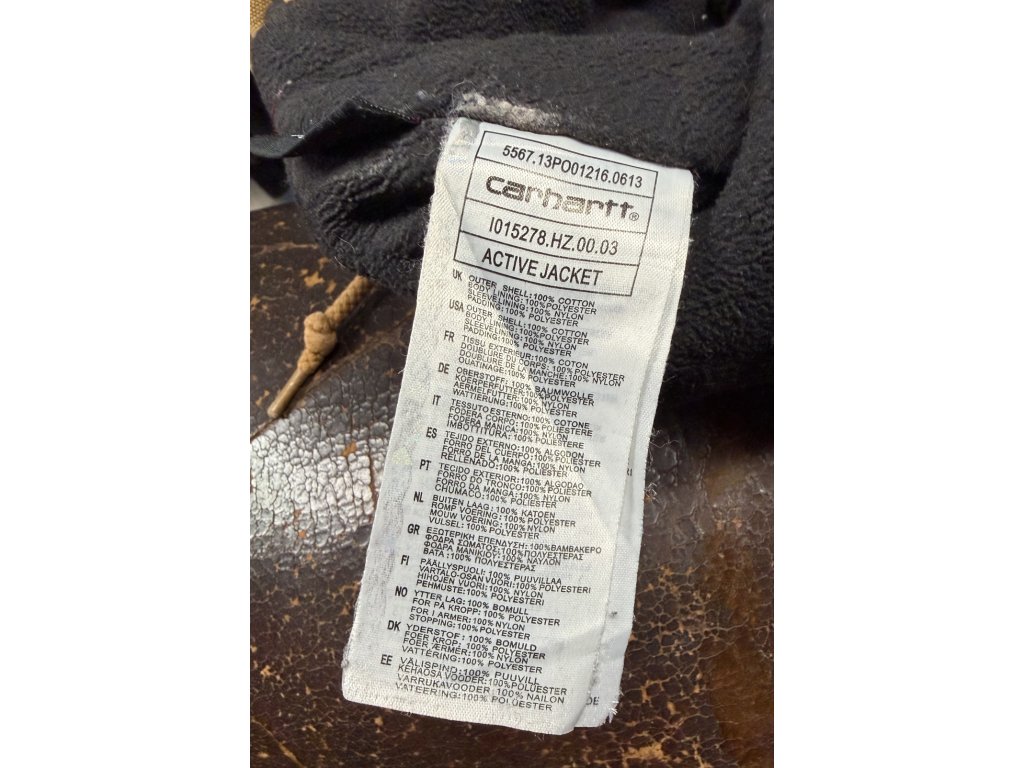 5567.13PO01216.0613
carhartt®
I015278.HZ.00.03
ACTIVE JACKET
UK OUTER SHELL:100% COTTON
BODY LINING:100%POLYESTER
SLEEVELINING:100% NYLON
PADDING:100% POLYESTER
USA OUTER SHELL:100% COTTON
BODY LINING:100%POLYESTER
SLEEVELINING:100% NYLON
PADDING:100% POLYESTER
FR TISSU EXTERIEUR:100% COTON
DOUBLURE DU CORPS: 100% POLYESTER
DOUBLURE DE LA MANCHE:100% NYLON
OUATINAGE:100% POLYESTER
DE OBERSTOFF: 100% BAUMWOLLE
KOERPERFUTTER:100%POLYESTER
AERMELFUTTER:100% NYLON
WATTIERUNG:100% POLYESTER
IT TESSUTO ESTERNO:100% COTONE
FODERA CORPO:100% POLIESTERE
FODERA MANICA:100% NYLON
IMBOTTITURA:100% POLIESTERE
ES TEJIDO EXTERNO:100% ALGODON
FORRO DEL CUERPO:100% POLIESTER
FORRO DE LA MANGA:100% NYLON
RELLENADO:100% POLIESTER
PT TECIDO EXTERIOR:100% ALGODAO
FORRO DO TRONCO:100% POLIESTER
FORRO DA MANGA:100% NYLON
CHUMACO:100% POLIESTER
NL BUITEN LAAG: 100% KATOEN
ROMP VOERING: 100% POLYESTER
MOUW VOERING:100% NYLON
VULSEL:100% POLYESTER
GR ΕΞΩΤΕΡΙΚΗ ΕΠΕΝΔΥΣΗ: 100%ΒΑΜΒΑΚΕΡΟ
ΦΟΔΡΑ ΣΩΜΑΤΟΣ:100%ΠΟΛΥΕΣΤΕΡΑΣ
ΦΟΔΡΑ ΜΑΝΙΚΙΟΥ:100% ΝΑΥΛΟΝ
ΒΑΤΑ :100% ΠΟΛΥΕΣΤΕΡΑΣ
FI PÄÄLLYSPUOLI: 100% PUUVILLAA
VARTALO-OSAN VUORI:100% POLYESTERI
HIHOJEN VUORI:100% NYLON
PEHMUSTE:100% POLYESTERI
NO YTTER LAG: 100% BOMULL
FOR PÅ KROPP: 100% POLYESTER
FOR I ARMER:100% NYLON
STOPPING:100% POLYESTER
DK YDERSTOF: 100% BOMULD
FOER KROP: 100% POLYESTER
FOER ÆRMER:100% NYLON
VATTERING: 100% POLYESTER
EE VÄLISPIND:100% PUUVILL
KEHAOSA VOODER:100%POLUESTER
VARRUKAVOODER: 100% NAILON
VATEERING:100% POLÜESTER
DE